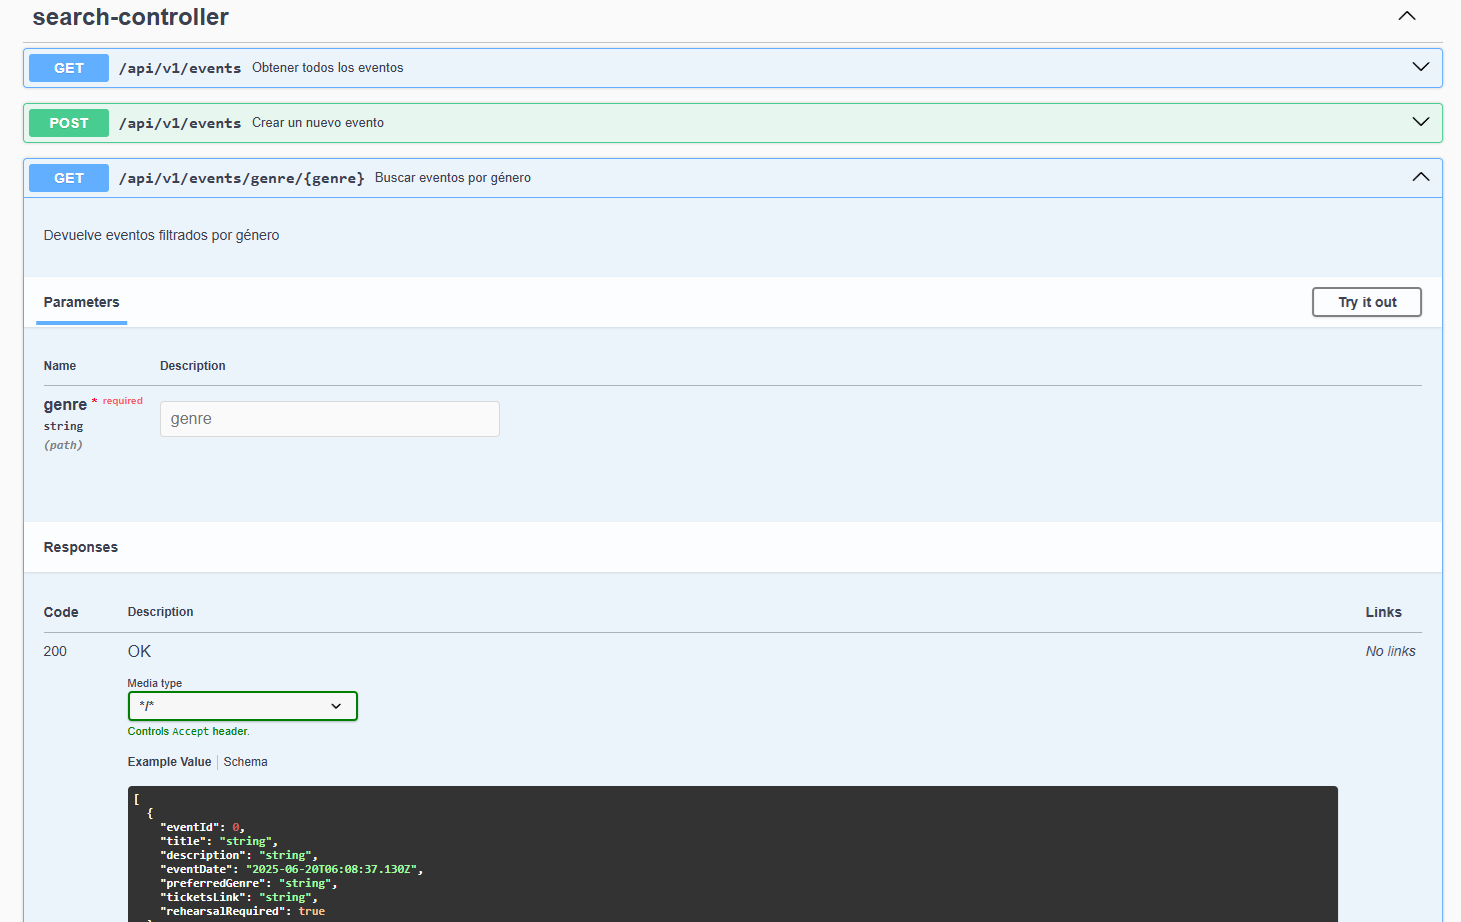 search-controller
GET /api/v1/events Obtener todos los eventos
POST /api/v1/events Crear un nuevo evento
GET /api/v1/events/genre/{genre} Buscar eventos por género
Devuelve eventos filtrados por género
Parameters Try it out
Name Description
genre * required genre
string
(path)
Responses
Code Description Links
200 OK No links
Media type
*/*
Controls Accept header.
Example Value Schema
[
{
"eventId": 0,
"title": "string",
"description": "string",
"eventDate": "2025-06-20T06:08:37.130Z",
"preferredGenre": "string",
"ticketsLink": "string",
"rehearsalRequired": true